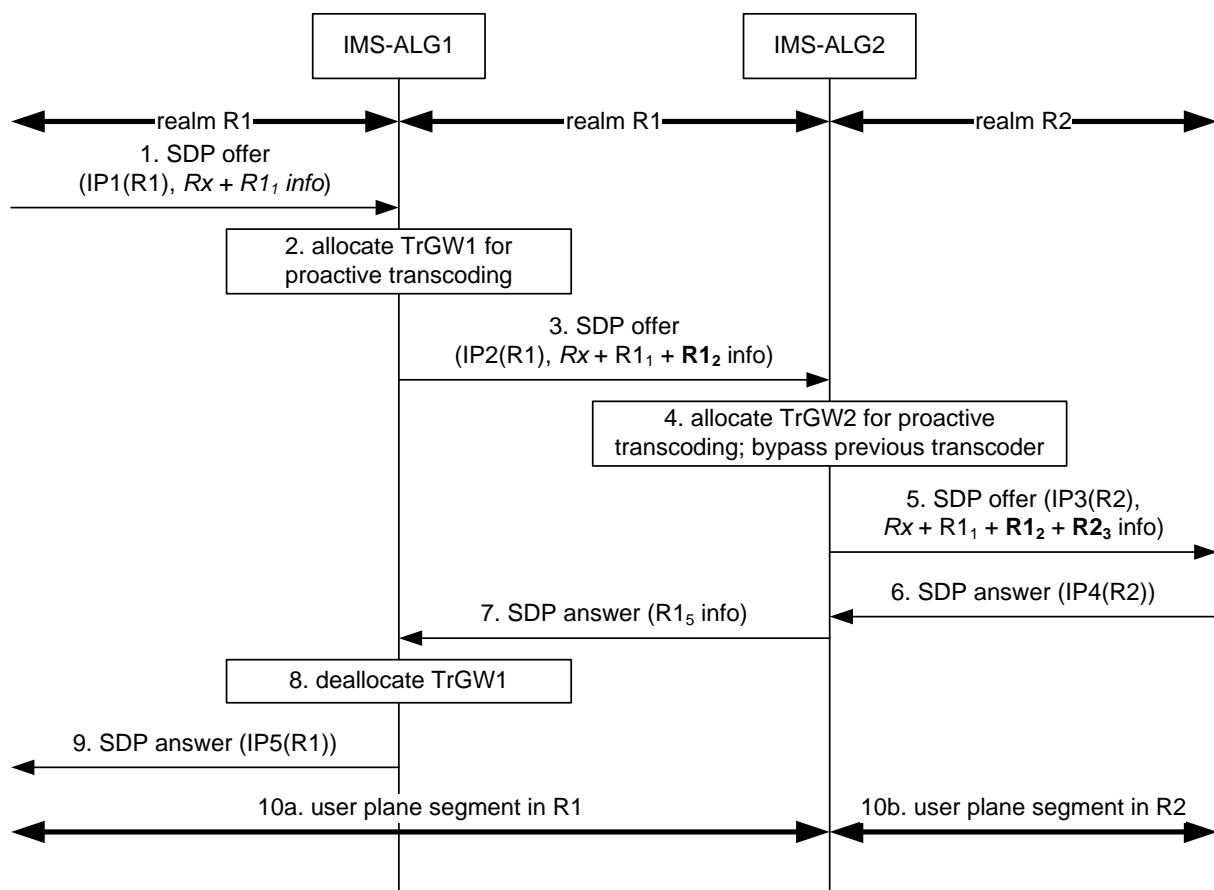 IMS-ALG1
IMS-ALG2
realm R1
realm R1
realm R2
1. SDP offer
(IP1(R1), Rx + R1₁ info)
2. allocate TrGW1 for
proactive transcoding
3. SDP offer
(IP2(R1), Rx + R1₁ + R1₂ info)
4. allocate TrGW2 for proactive
transcoding; bypass previous transcoder
5. SDP offer (IP3(R2),
Rx + R1₁ + R1₂ + R2₃ info)
6. SDP answer (IP4(R2))
7. SDP answer (R1₅ info)
8. deallocate TrGW1
9. SDP answer (IP5(R1))
10a. user plane segment in R1
10b. user plane segment in R2